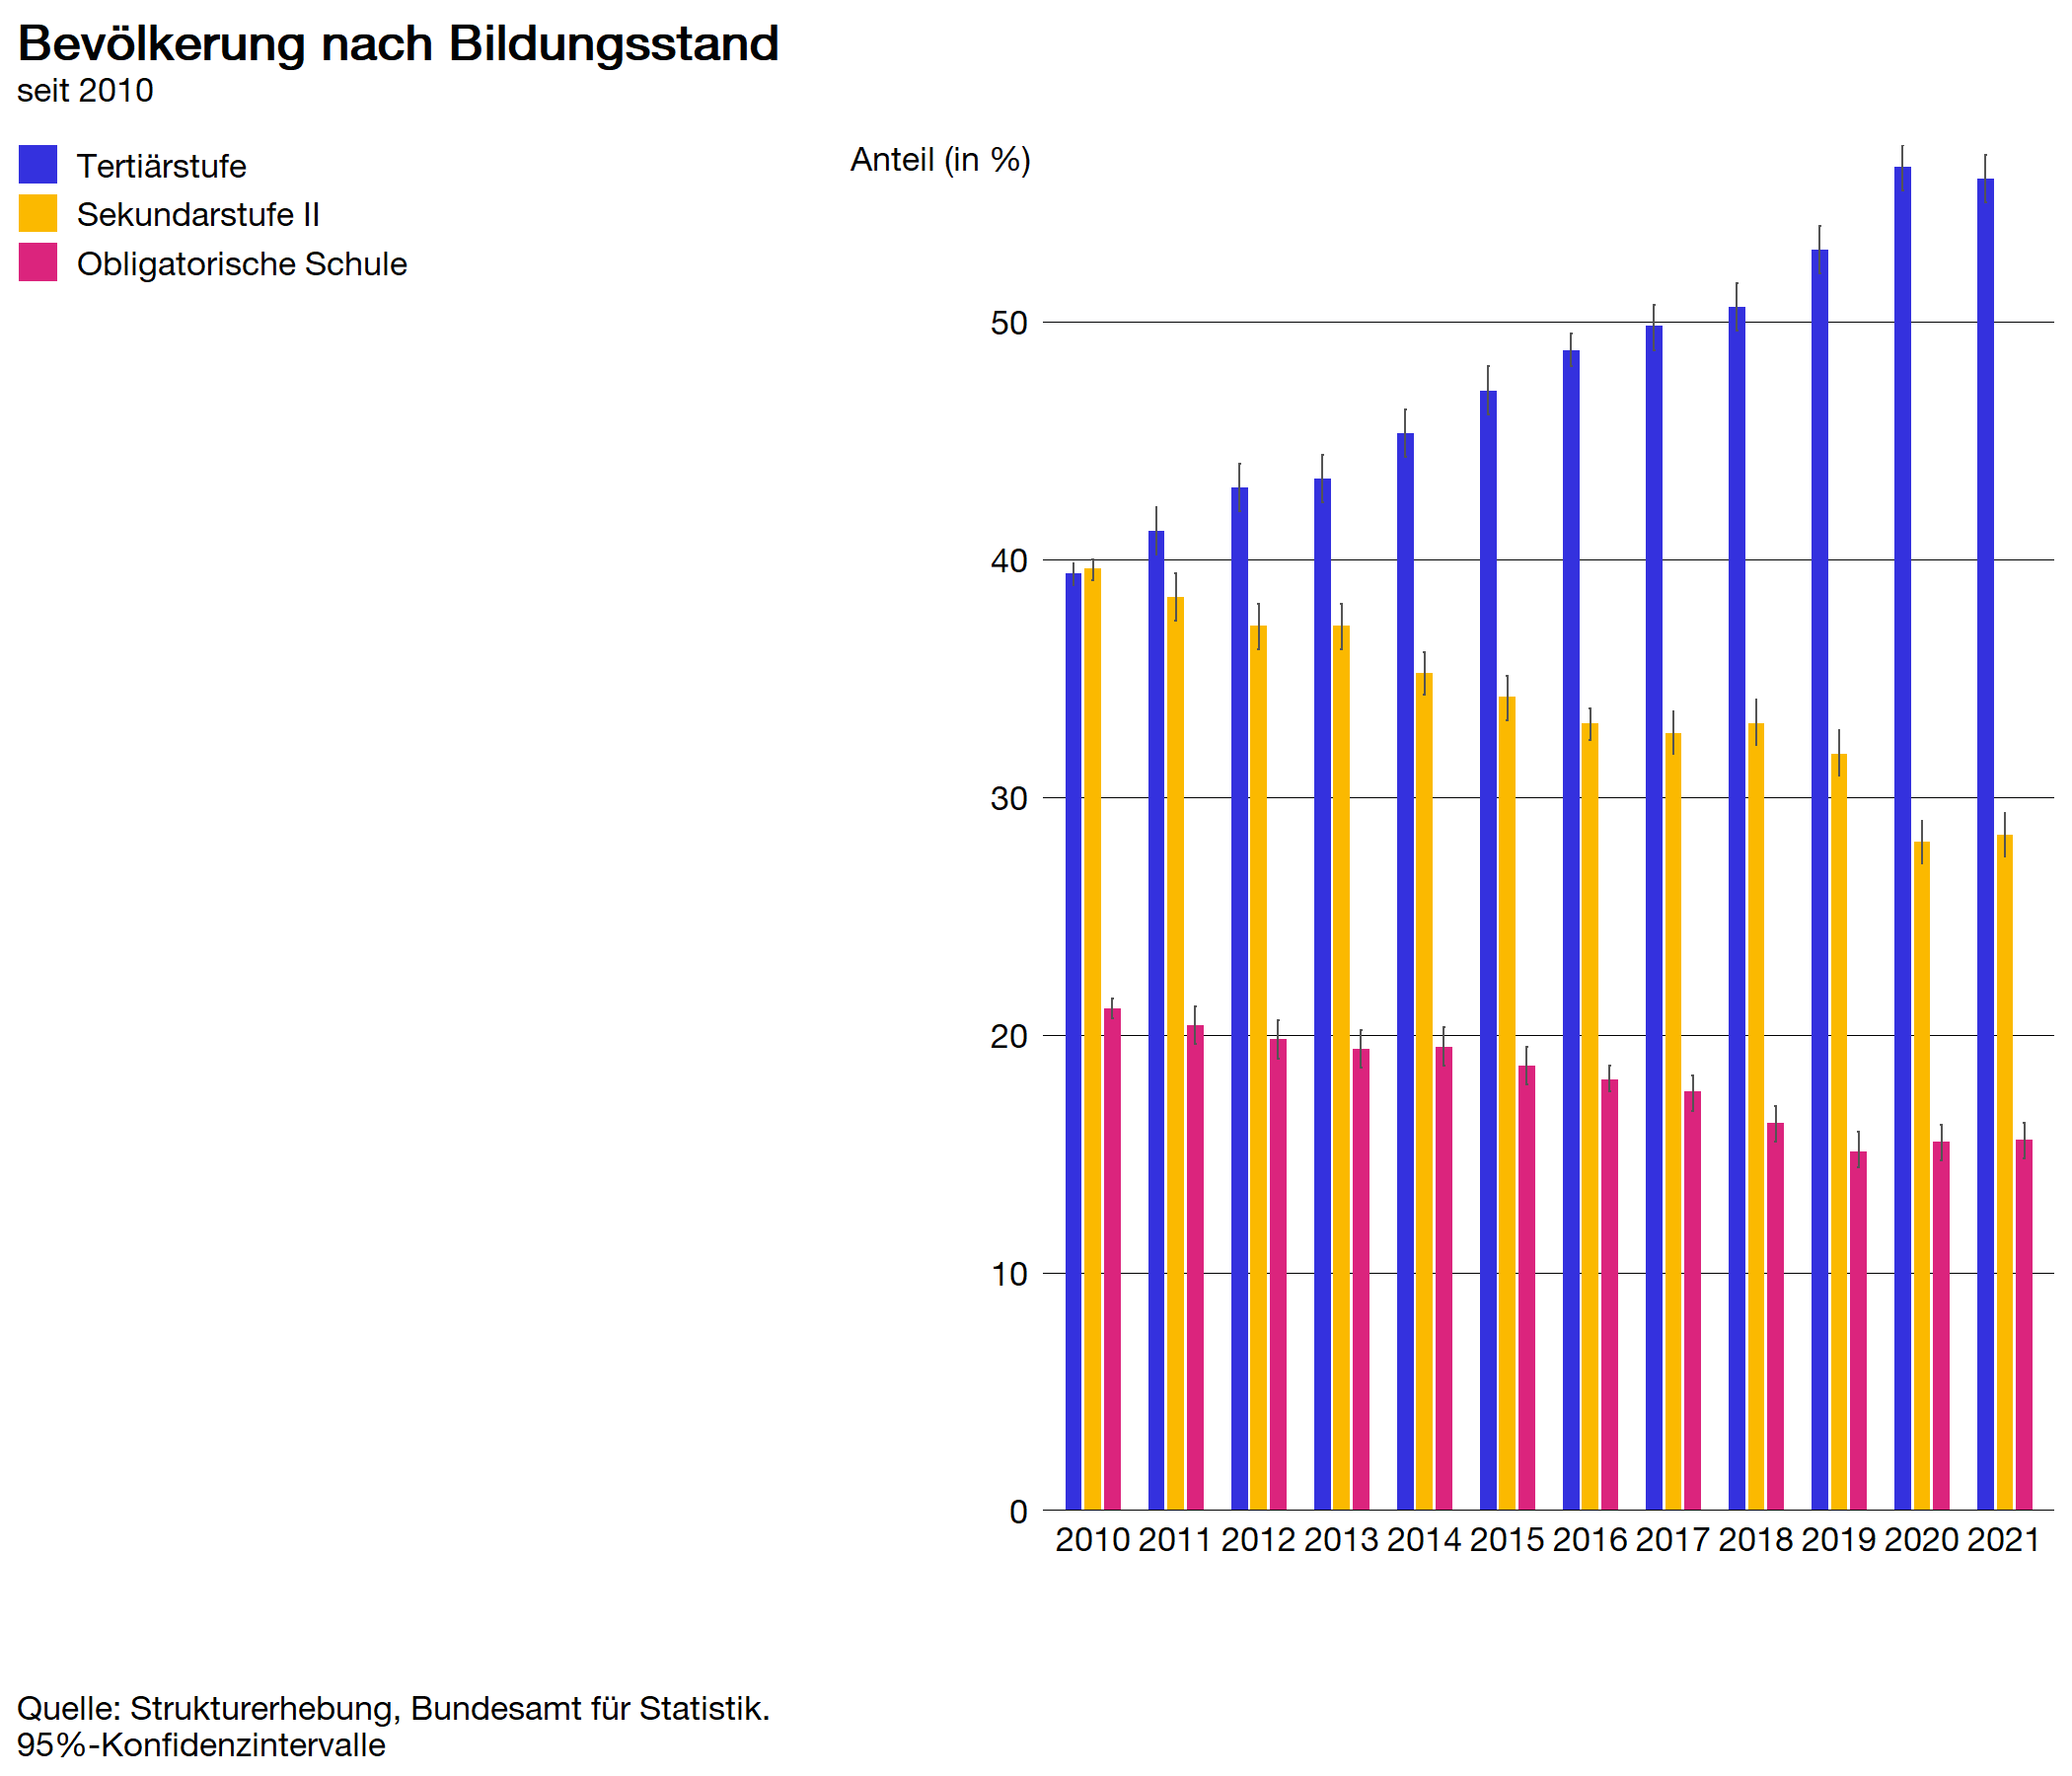 Bevölkerung nach Bildungsstand
seit 2010
Tertiärstufe
Sekundarstufe II
Obligatorische Schule
Anteil (in %)
50
40
30
20
10
0
2010 2011 2012 2013 2014 2015 2016 2017 2018 2019 2020 2021
Quelle: Strukturerhebung, Bundesamt für Statistik.
95%-Konfidenzintervalle